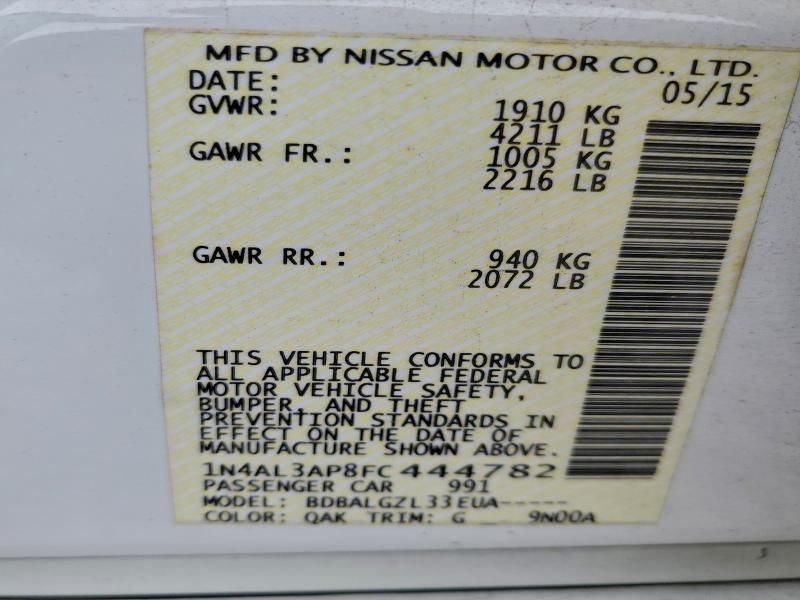 MFD BY NISSAN MOTOR CO., LTD.
DATE: 05/15
GVWR: 1910 KG
4211 LB
GAWR FR.: 1005 KG
2216 LB
GAWR RR.: 940 KG
2072 LB
THIS VEHICLE CONFORMS TO
ALL APPLICABLE FEDERAL
MOTOR VEHICLE SAFETY,
BUMPER, AND THEFT
PREVENTION STANDARDS IN
EFFECT ON THE DATE OF
MANUFACTURE SHOWN ABOVE.
1N4AL3AP8FC444782
PASSENGER CAR 991
MODEL: BDBALGZL33EUA-----
COLOR: QAK TRIM: G 9N00A